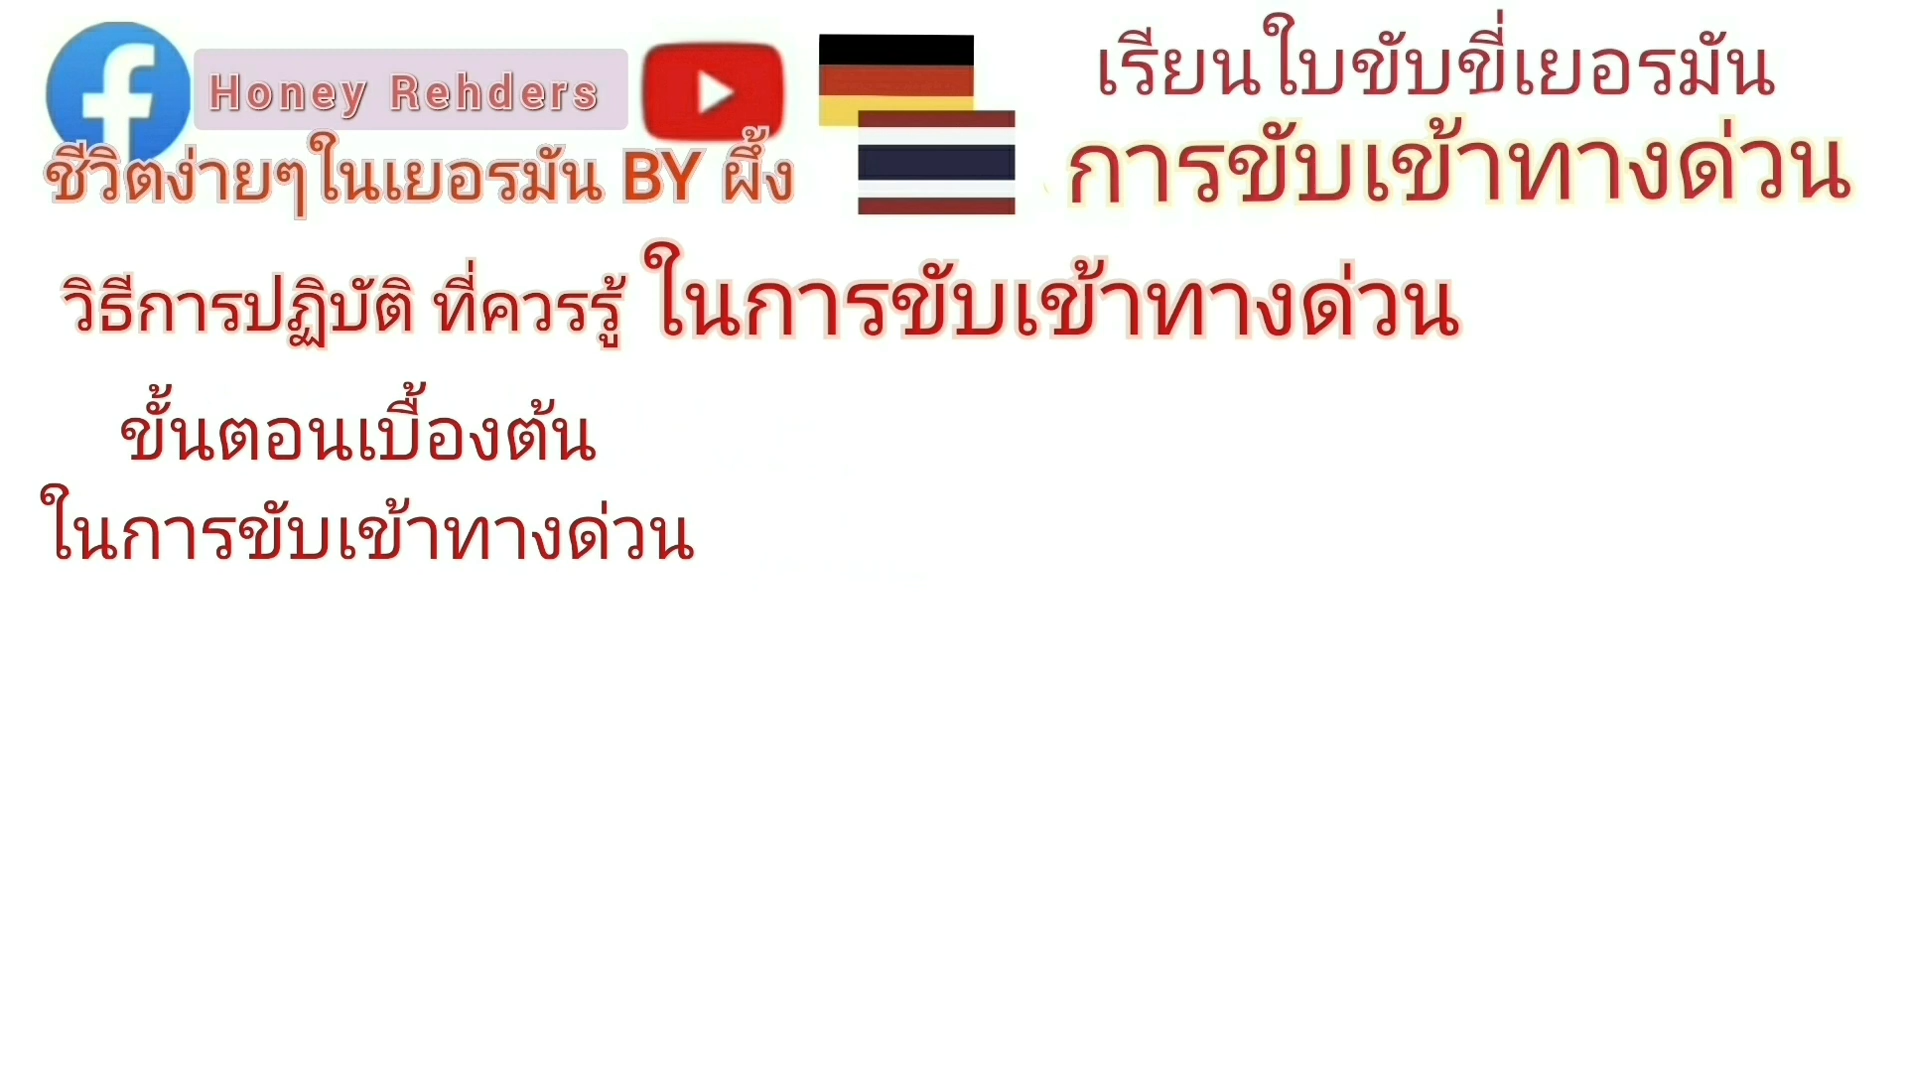 Honey Rehders
ชีวิตง่ายๆในเยอรมัน BY ผึ้ง
เรียนใบขับขี่เยอรมัน
การขับเข้าทางด่วน
วิธีการปฏิบัติ ที่ควรรู้ ในการขับเข้าทางด่วน
ขั้นตอนเบื้องต้น
ในการขับเข้าทางด่วน